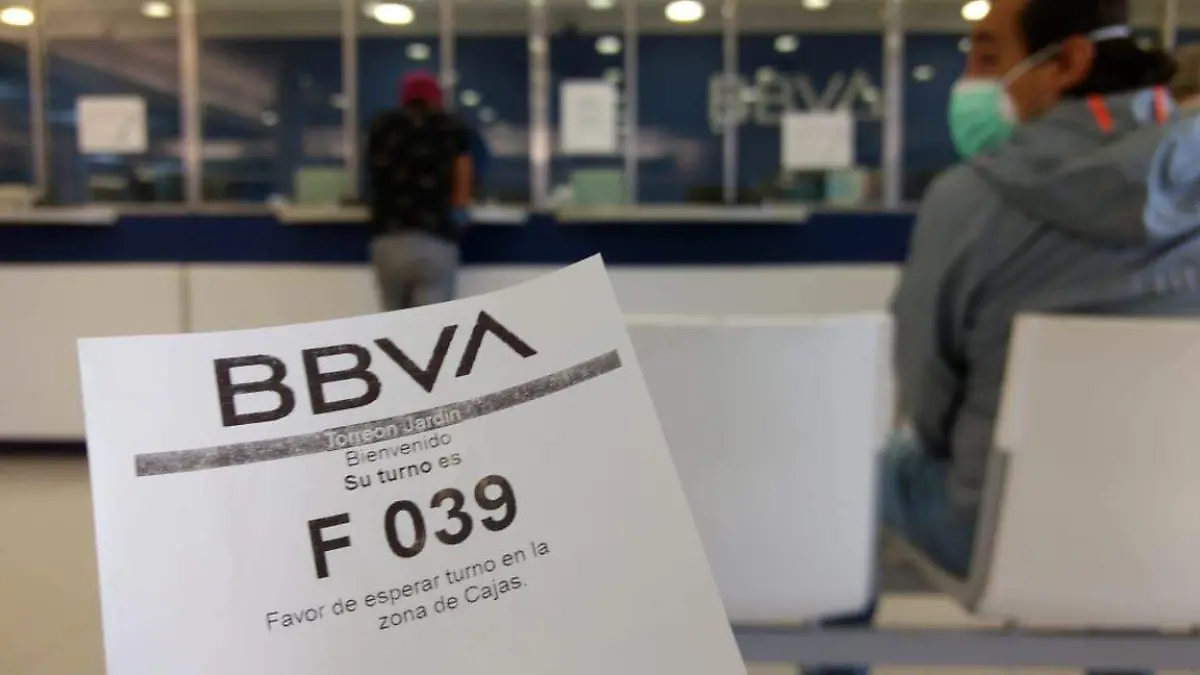 BBVA
BBVA
Torreón Jardín
Bienvenido
Su turno es
F 039
Favor de esperar turno en la
zona de Cajas.